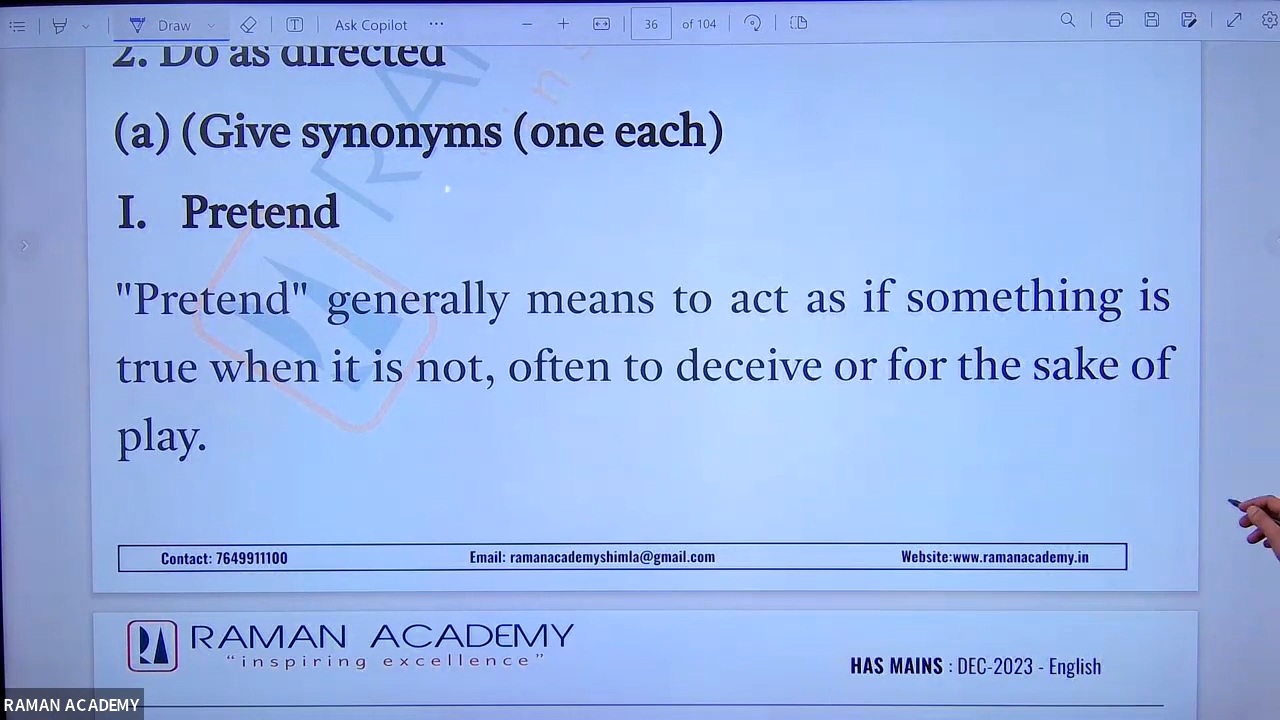 Draw
Ask Copilot
36 of 104
2. Do as directed
(a) (Give synonyms (one each)
I. Pretend
"Pretend" generally means to act as if something is
true when it is not, often to deceive or for the sake of
play.
Contact: 7649911100 Email: ramanacademyshimla@gmail.com Website:www.ramanacademy.in
RAMAN ACADEMY
"inspiring excellence"
HAS MAINS : DEC-2023 - English
RAMAN ACADEMY